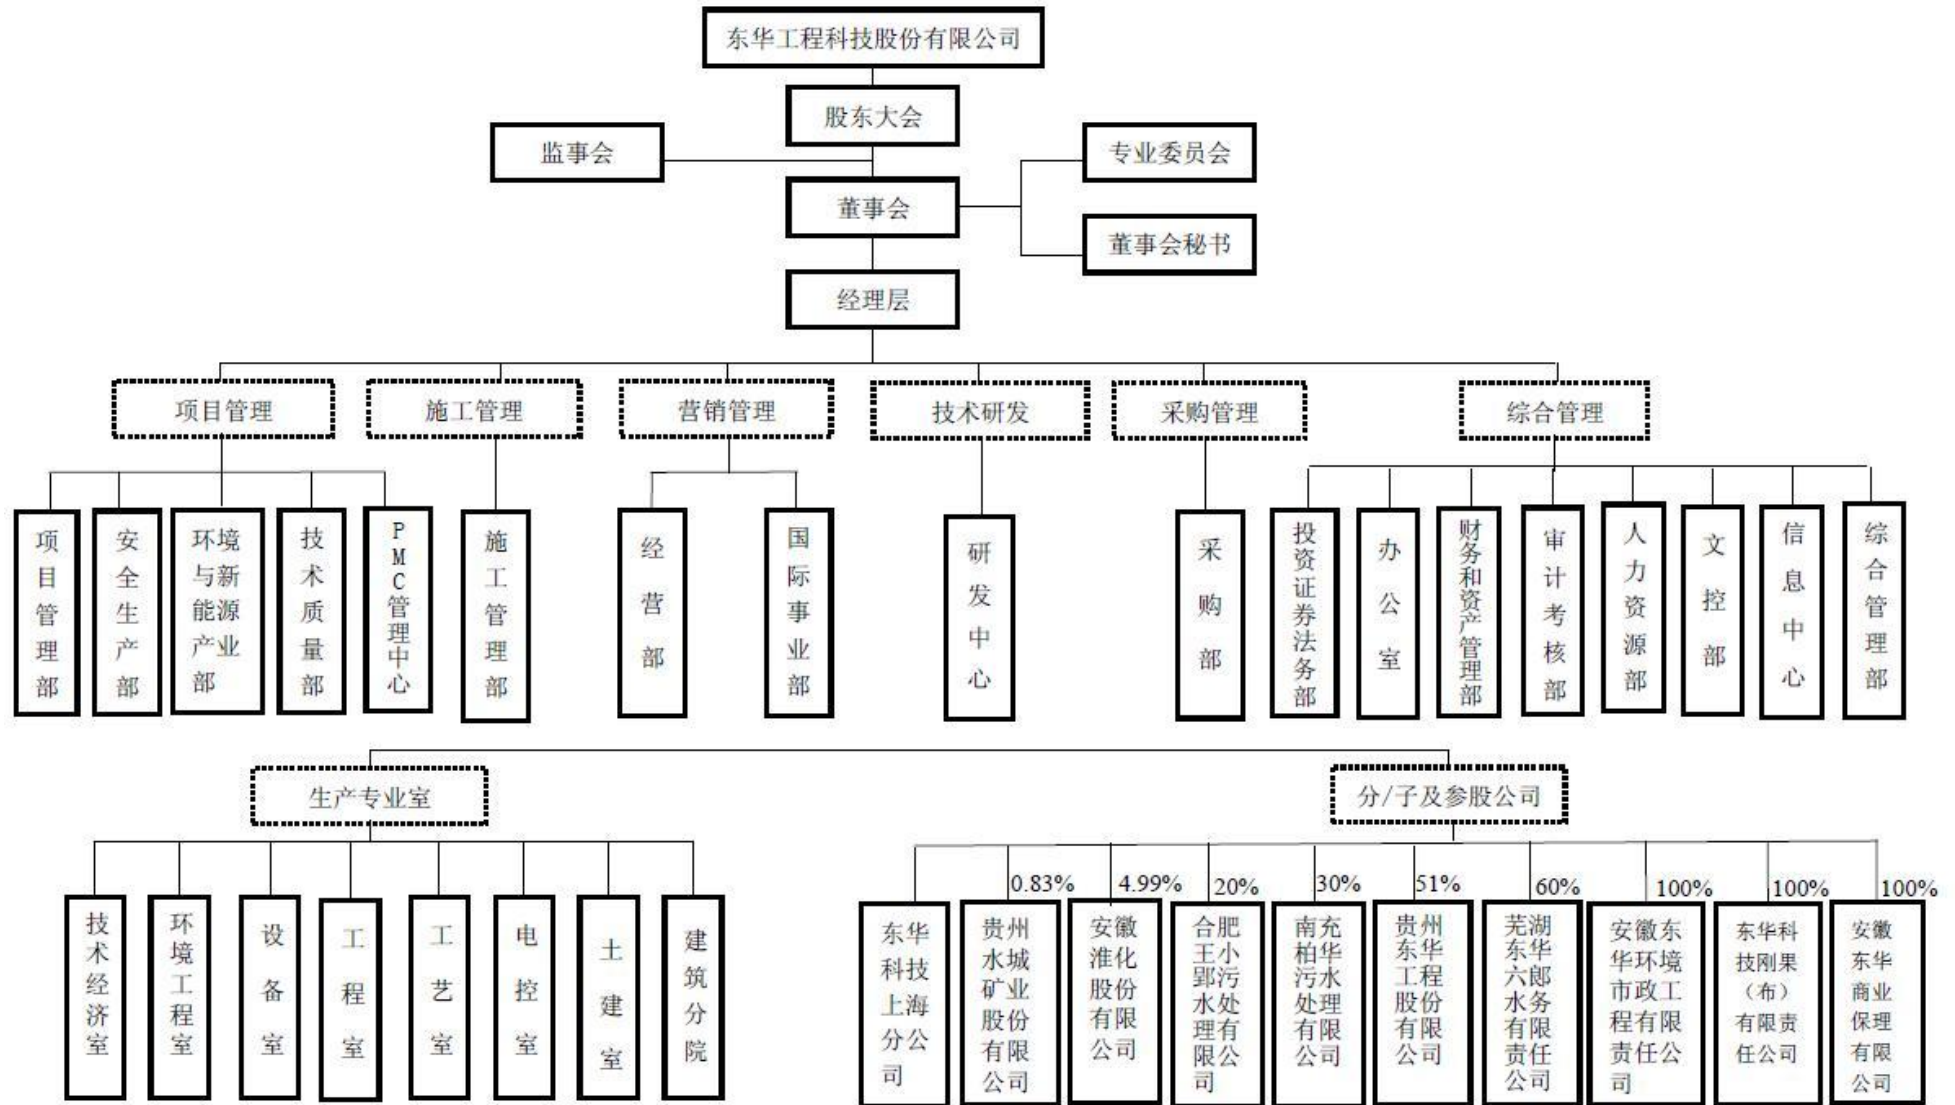 东华工程科技股份有限公司
股东大会
监事会
专业委员会
董事会
董事会秘书
经理层
项目管理
施工管理
营销管理
技术研发
采购管理
综合管理
项目管理部
安全生产部
环境
与新
能源
产业
部
技术质量部
PMC管理中心
施工管理部
经营部
国际事业部
研发中心
采购部
投资证券法务部
办公室
财务和资产管理部
审计考核部
人力资源部
文控部
信息中心
综合管理部
生产专业室
分/子及参股公司
技术经济室
环境工程室
设备室
工程室
工艺室
电控室
土建室
建筑分院
东华
科技
上海
分公
司
0.83%
贵州
水城
矿业
股份
有限
公司
4.99%
安徽
淮化
股份
有限
公司
20%
合肥
王小
郢污
水处
理有
限公
司
30%
南充
柏华
污水
处理
有限
公司
51%
贵州
东华
工程
股份
有限
公司
60%
芜湖
东华
六郎
水务
有限
责任
公司
100%
安徽东
华环境
市政工
程有限
责任公
司
100%
东华科
技刚果
（布）
有限责
任公司
100%
安徽
东华
商业
保理
有限
公司